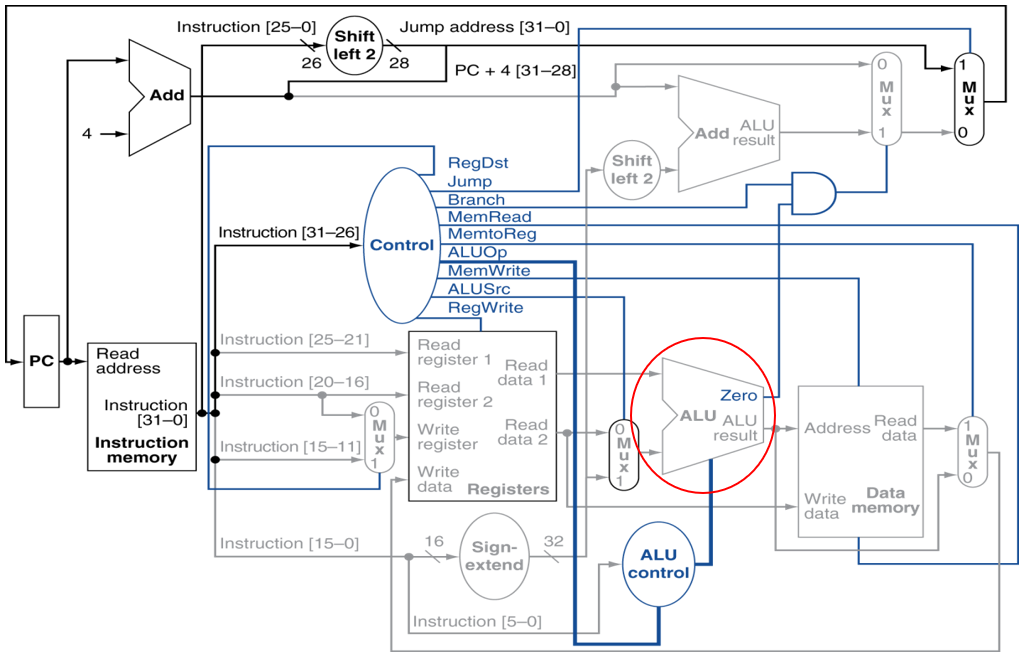 Instruction [25–0]
Shift
left 2
Jump address [31–0]
26
28
PC + 4 [31–28]
Add
4
0
M
u
x
1
1
M
u
x
0
Add
ALU
result
Shift
left 2
RegDst
Jump
Branch
MemRead
MemtoReg
ALUOp
MemWrite
ALUSrc
RegWrite
Instruction [31–26]
Control
PC
Read
address
Instruction
[31–0]
Instruction
memory
Instruction [25–21]
Instruction [20–16]
Instruction [15–11]
0
M
u
x
1
Read
register 1
Read
register 2
Write
register
Write
data
Read
data 1
Read
data 2
Registers
0
M
u
x
1
Zero
ALU
ALU
result
Address
Read
data
Write
data
Data
memory
1
M
u
x
0
Instruction [15–0]
16
Sign-
extend
32
ALU
control
Instruction [5–0]